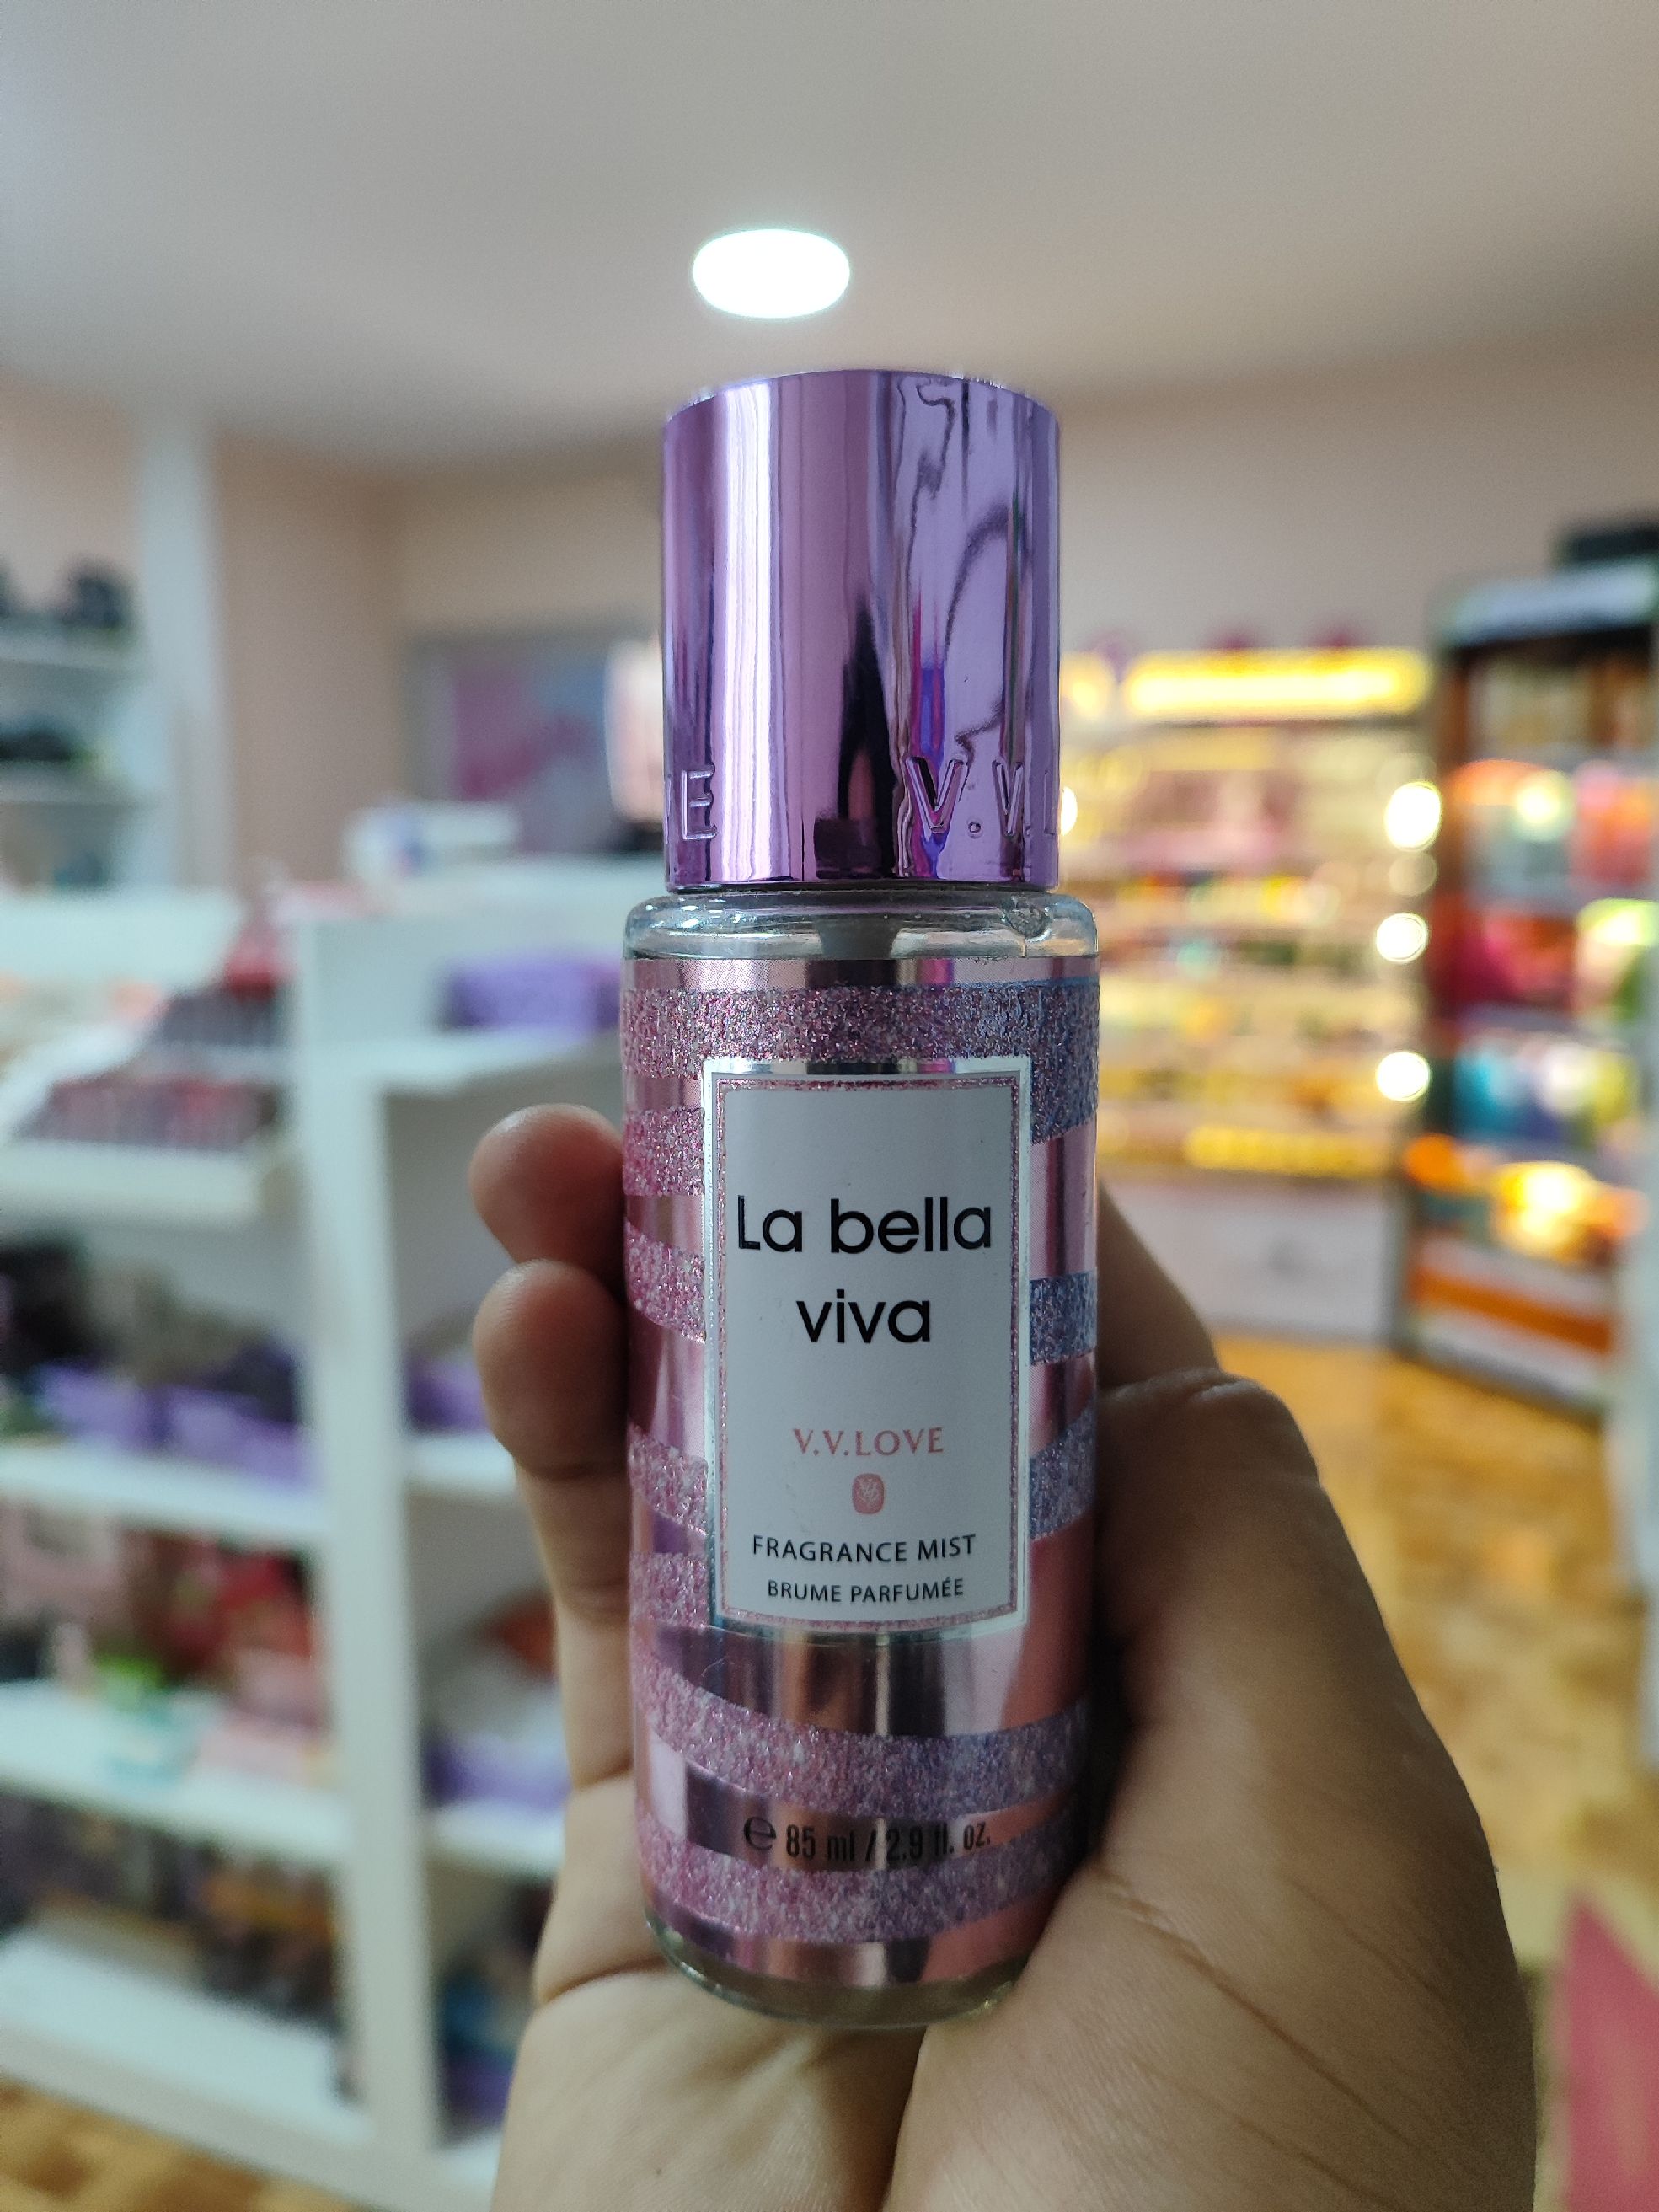 E V.V.L
La bella
viva
V.V.LOVE
FRAGRANCE MIST
BRUME PARFUMÉE
℮ 85 ml / 2.9 fl. oz.